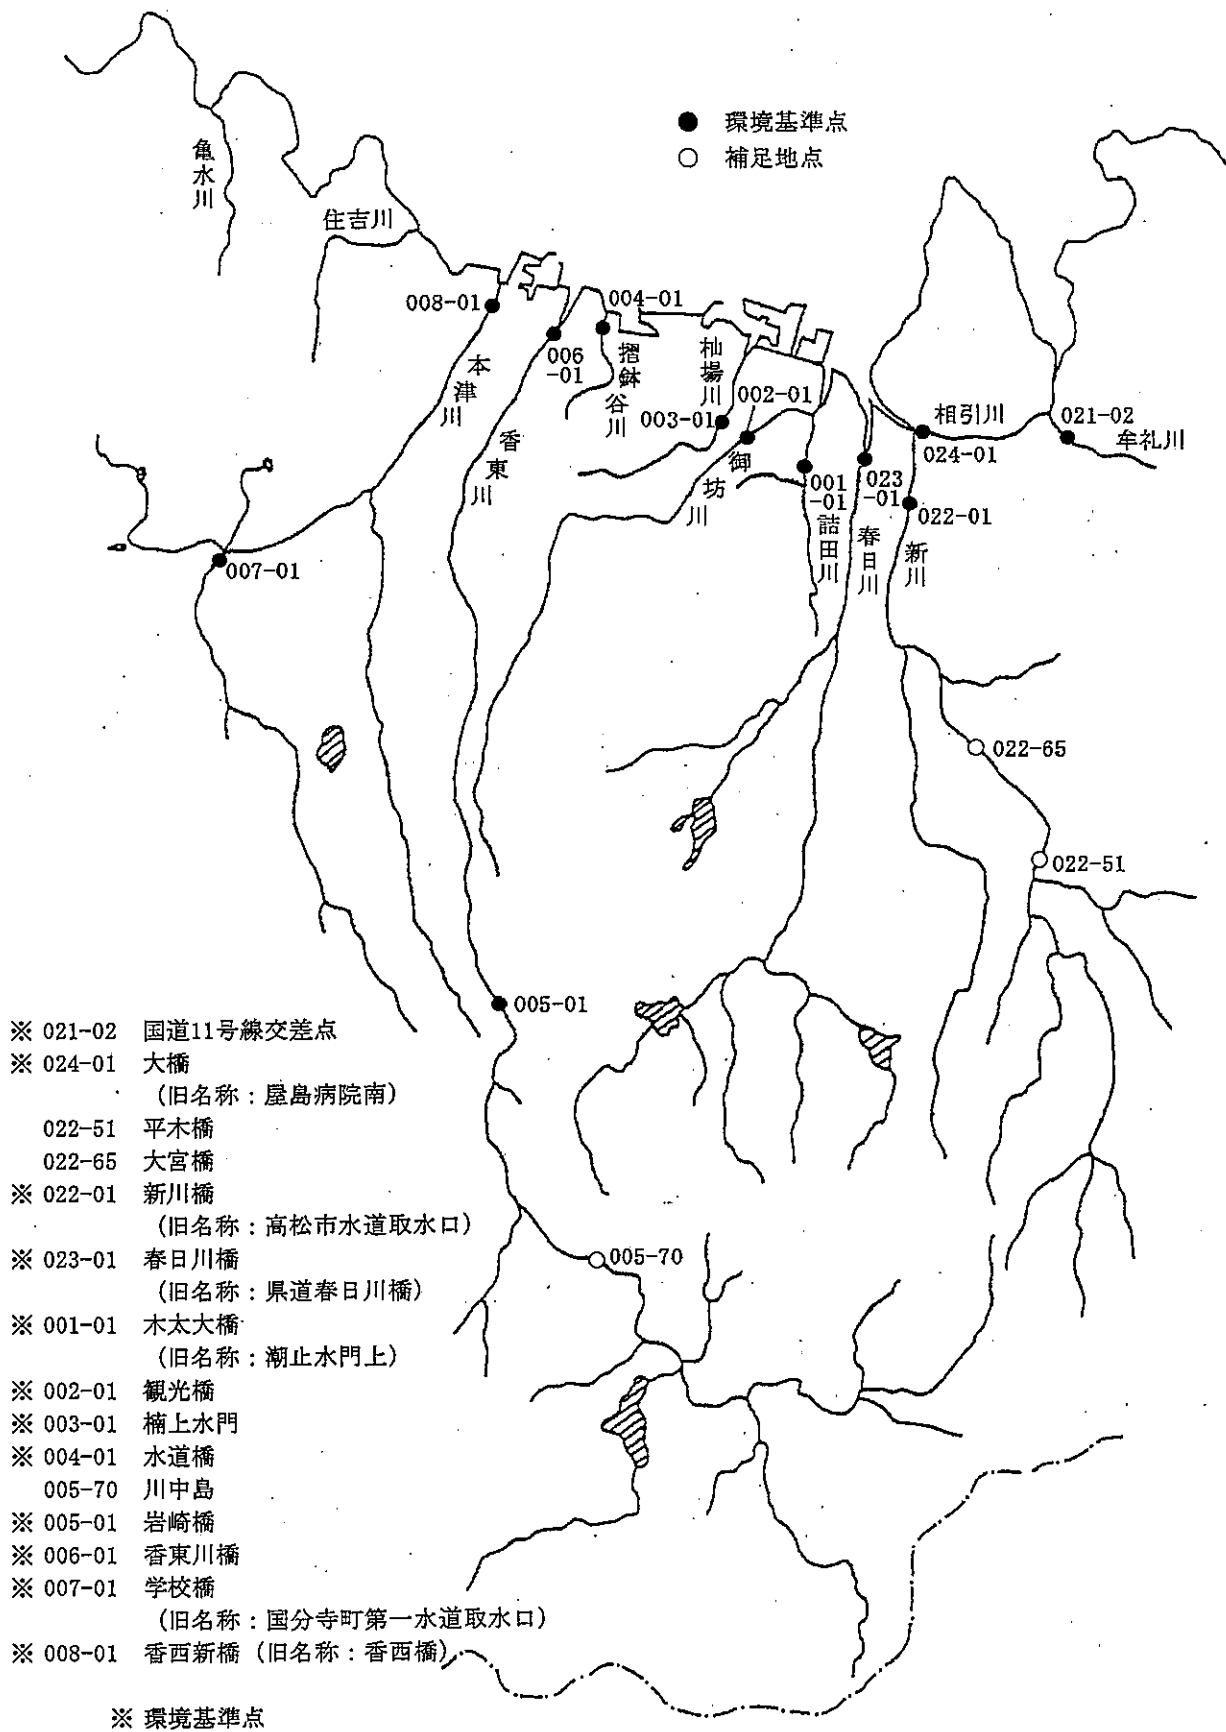 ● 環境基準点
○ 補足地点
亀水川
住吉川
008-01
004-01
006
-01
摺鉢谷川
杣場川
002-01
003-01
本津川
香東川
御坊川
001
-01
詰田川
023
-01
春日川
相引川
024-01
021-02
牟礼川
022-01
新川
007-01
022-65
022-51
005-01
005-70
※ 021-02 国道11号線交差点
※ 024-01 大橋
(旧名称：屋島病院南)
022-51 平木橋
022-65 大宮橋
※ 022-01 新川橋
(旧名称：高松市水道取水口)
※ 023-01 春日川橋
(旧名称：県道春日川橋)
※ 001-01 木太大橋
(旧名称：潮止水門上)
※ 002-01 観光橋
※ 003-01 楠上水門
※ 004-01 水道橋
005-70 川中島
※ 005-01 岩崎橋
※ 006-01 香東川橋
※ 007-01 学校橋
(旧名称：国分寺町第一水道取水口)
※ 008-01 香西新橋 (旧名称：香西橋)
※ 環境基準点